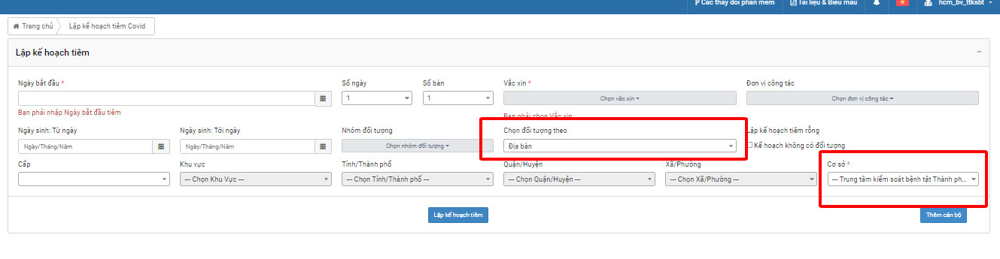 Các thay đổi phần mềm Tài liệu & Biểu mẫu hcm_bv_ttksbt
Trang chủ Lập kế hoạch tiêm Covid
Lập kế hoạch tiêm
Ngày bắt đầu * Số ngày Số bàn Vắc xin * Đơn vị công tác
1 1 Chọn vắc xin Chọn đơn vị công tác
Bạn phải nhập Ngày bắt đầu tiêm Bạn phải chọn Vắc xin
Ngày sinh: Từ ngày Ngày sinh: Tới ngày Nhóm đối tượng Chọn đối tượng theo Lập kế hoạch tiêm rỗng
Ngày/Tháng/Năm Ngày/Tháng/Năm Chọn nhóm đối tượng Địa bàn Kế hoạch không có đối tượng
Cấp Khu vực Tỉnh/Thành phố Quận/Huyện Xã/Phường Cơ sở *
--- Chọn Khu Vực --- --- Chọn Tỉnh/Thành phố --- --- Chọn Quận/Huyện --- --- Chọn Xã/Phường --- --- Trung tâm kiểm soát bệnh tật Thành ph...
Lập kế hoạch tiêm Thêm cán bộ